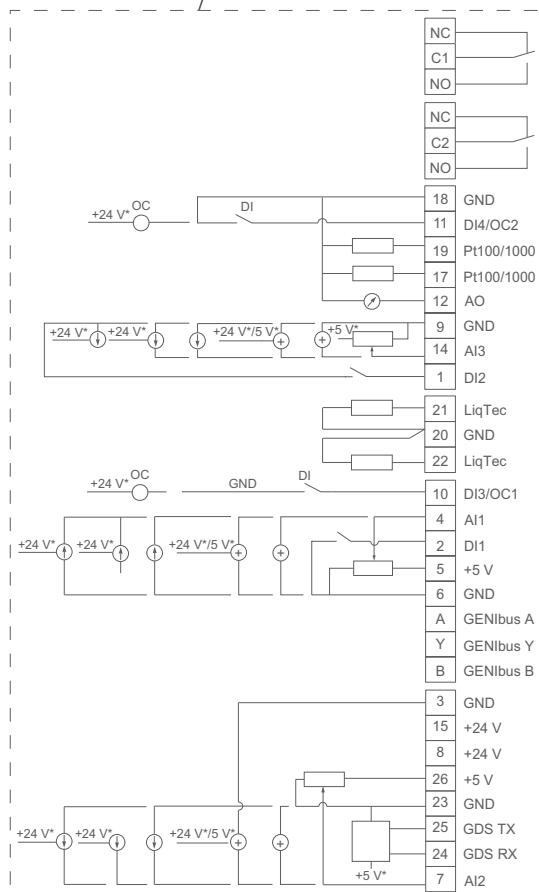 NC
C1
NO
NC
C2
NO
18 GND
+24 V* OC DI 11 DI4/OC2
19 Pt100/1000
17 Pt100/1000
12 AO
9 GND
+24 V* +24 V* +24 V*/5 V* +5 V*
14 AI3
1 DI2
21 LiqTec
20 GND
22 LiqTec
+24 V* OC GND DI 10 DI3/OC1
4 AI1
2 DI1
+24 V* +24 V* +24 V*/5 V*
5 +5 V
6 GND
A GENIbus A
Y GENIbus Y
B GENIbus B
3 GND
15 +24 V
8 +24 V
26 +5 V
23 GND
25 GDS TX
+24 V* +24 V* +24 V*/5 V*
24 GDS RX
+5 V*
7 AI2